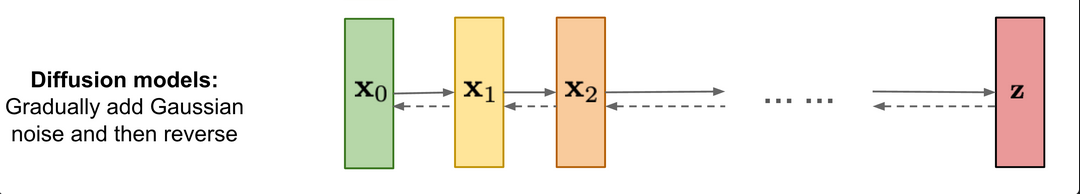 Diffusion models:
Gradually add Gaussian
noise and then reverse
x₀
x₁
x₂
... ...
z